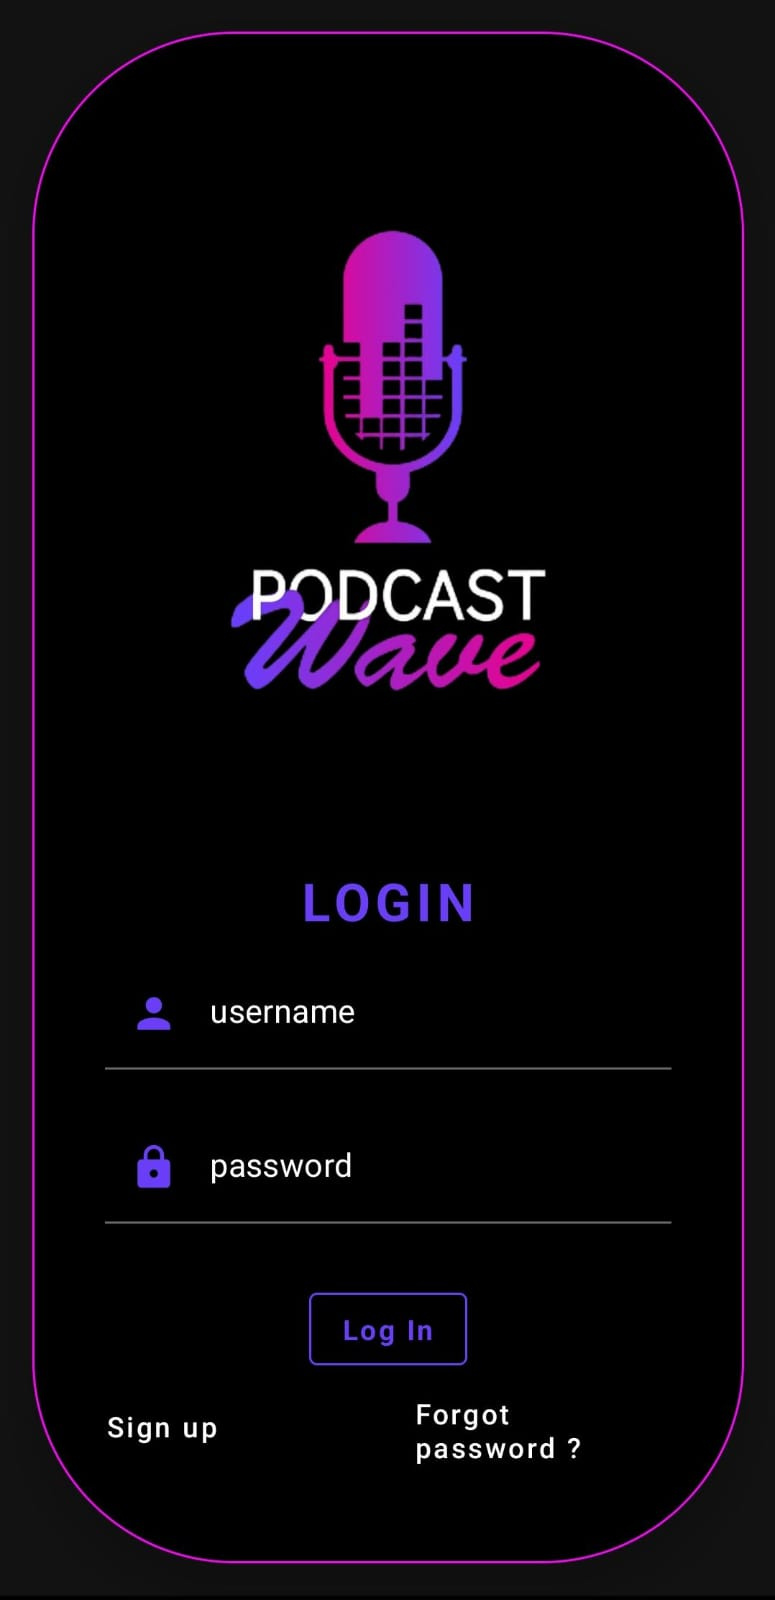 PODCAST
Wave
LOGIN
username
password
Log In
Sign up
Forgot
password ?